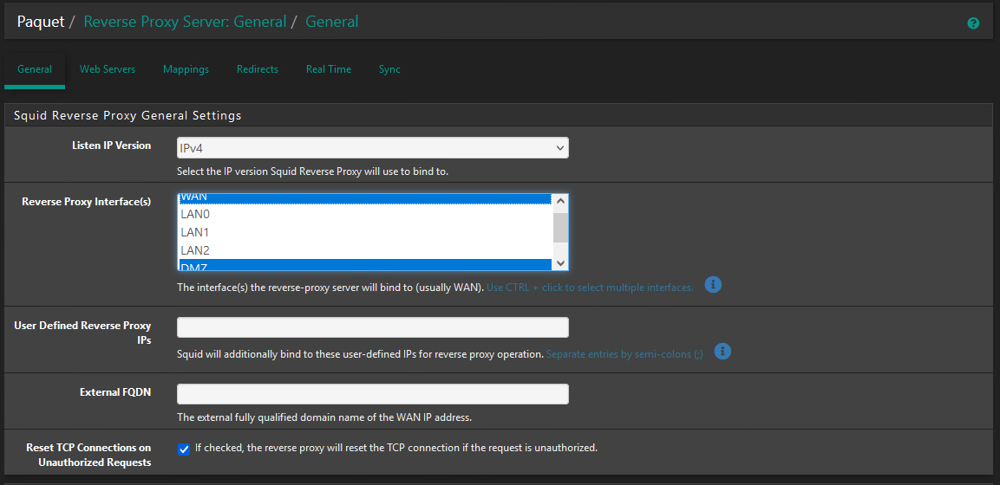 Paquet / Reverse Proxy Server: General / General
General Web Servers Mappings Redirects Real Time Sync
Squid Reverse Proxy General Settings
Listen IP Version
IPv4
Select the IP version Squid Reverse Proxy will use to bind to.
Reverse Proxy Interface(s)
WAN
LAN0
LAN1
LAN2
DMZ
The interface(s) the reverse-proxy server will bind to (usually WAN). Use CTRL + click to select multiple interfaces.
User Defined Reverse Proxy
IPs
Squid will additionally bind to these user-defined IPs for reverse proxy operation. Separate entries by semi-colons (;)
External FQDN
The external fully qualified domain name of the WAN IP address.
Reset TCP Connections on
Unauthorized Requests
If checked, the reverse proxy will reset the TCP connection if the request is unauthorized.